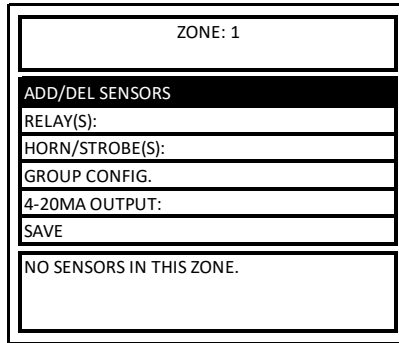 ZONE: 1
ADD/DEL SENSORS
RELAY(S):
HORN/STROBE(S):
GROUP CONFIG.
4-20MA OUTPUT:
SAVE
NO SENSORS IN THIS ZONE.